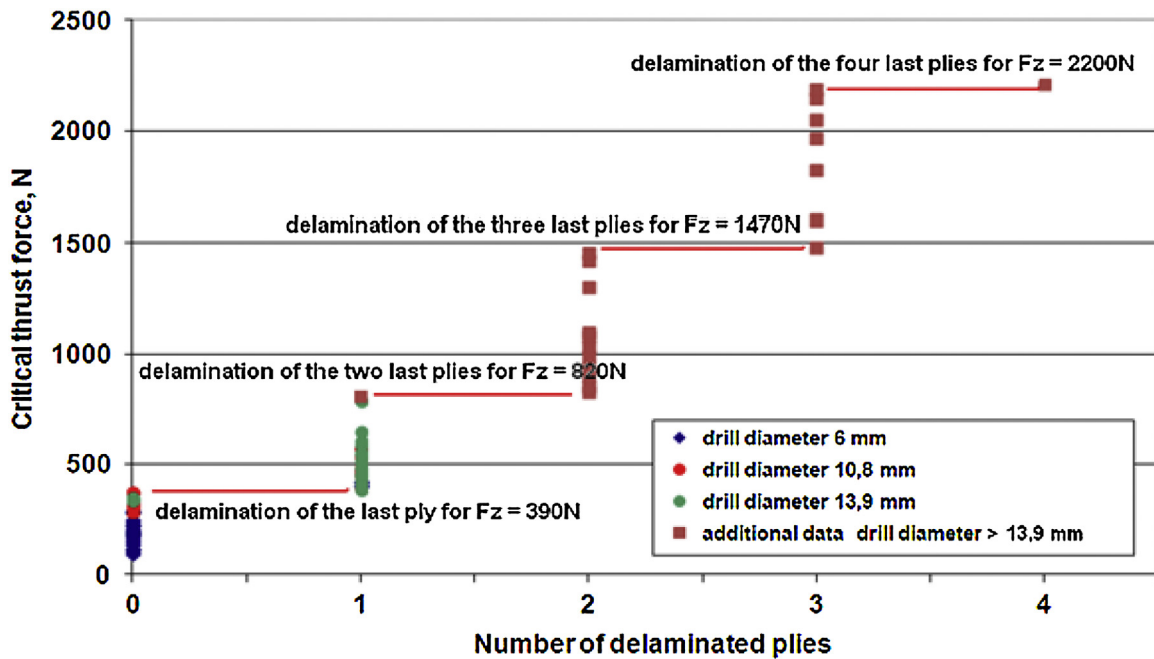 2500
delamination of the four last plies for Fz = 2200N
2000
delamination of the three last plies for Fz = 1470N
1500
1000
delamination of the two last plies for Fz = 820N
500
delamination of the last ply for Fz = 390N
0
Critical thrust force, N
drill diameter 6 mm
drill diameter 10,8 mm
drill diameter 13,9 mm
additional data drill diameter > 13,9 mm
0 1 2 3 4
Number of delaminated plies